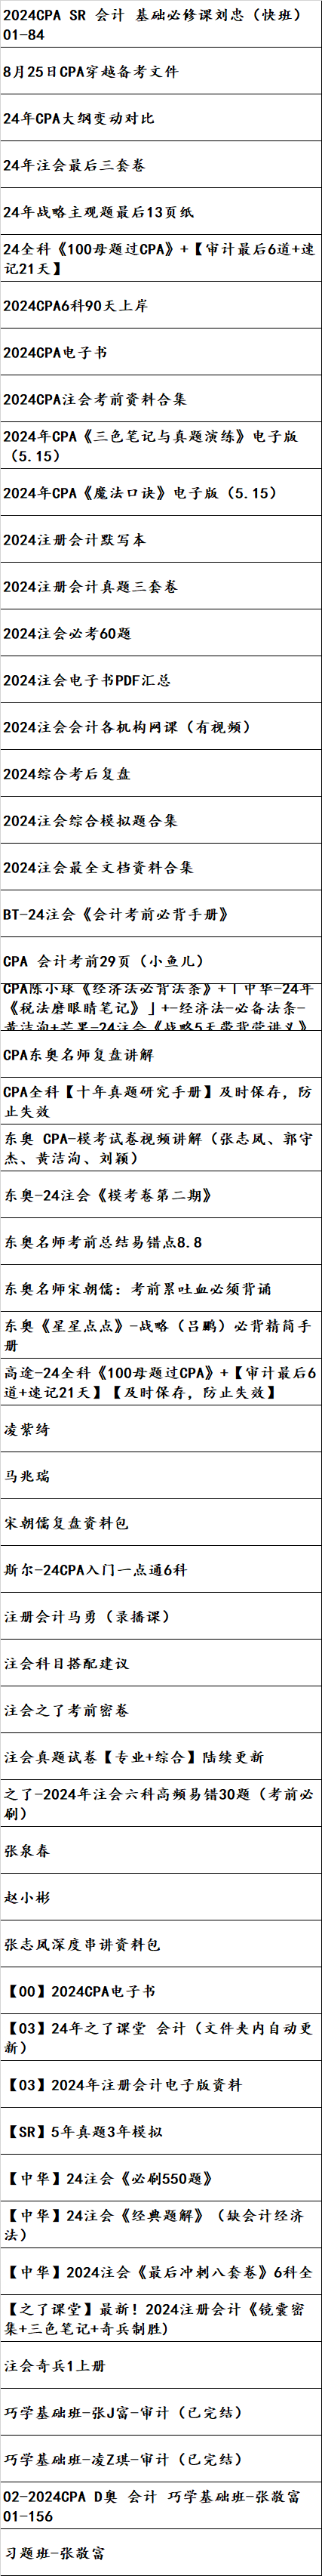 2024CPA SR 会计 基础必修课刘忠（快班）
01-84
8月25日CPA穿越备考文件
24年CPA大纲变动对比
24年注会最后三套卷
24年战略主观题最后13页纸
24全科《100母题过CPA》+【审计最后6道+速
记21天】
2024CPA6科90天上岸
2024CPA电子书
2024CPA注会考前资料合集
2024年CPA《三色笔记与真题演练》电子版
（5.15）
2024年CPA《魔法口诀》电子版（5.15）
2024注册会计默写本
2024注册会计真题三套卷
2024注会必考60题
2024注会电子书PDF汇总
2024注会会计各机构网课（有视频）
2024综合考后复盘
2024注会综合模拟题合集
2024注会最全文档资料合集
BT-24注会《会计考前必背手册》
CPA 会计考前29页（小鱼儿）
CPA陈小球《经济法必背法条》+「中华-24年
《税法磨眼睛笔记》」+-经济法-必备法条-
黄洁洵+芒果-24注会《战略5天带背带讲义》
CPA东奥名师复盘讲解
CPA全科【十年真题研究手册】及时保存，防
止失效
东奥 CPA-模考试卷视频讲解（张志凤、郭守
杰、黄洁洵、刘颖）
东奥-24注会《模考卷第二期》
东奥名师考前总结易错点8.8
东奥名师宋朝儒：考前累吐血必须背诵
东奥《星星点点》-战略（吕鹏）必背精简手
册
高途-24全科《100母题过CPA》+【审计最后6
道+速记21天】【及时保存，防止失效】
凌紫绮
马兆瑞
宋朝儒复盘资料包
斯尔-24CPA入门一点通6科
注册会计马勇（录播课）
注会科目搭配建议
注会之了考前密卷
注会真题试卷【专业+综合】陆续更新
之了-2024年注会六科高频易错30题（考前必
刷）
张泉春
赵小彬
张志凤深度串讲资料包
【00】2024CPA电子书
【03】24年之了课堂 会计（文件夹内自动更
新）
【03】2024年注册会计电子版资料
【SR】5年真题3年模拟
【中华】24注会《必刷550题》
【中华】24注会《经典题解》（缺会计经济
法）
【中华】2024注会《最后冲刺八套卷》6科全
【之了课堂】最新！2024注册会计《锦囊密
集+三色笔记+奇兵制胜)
注会奇兵1上册
巧学基础班-张J富-审计（已完结）
巧学基础班-凌Z琪-审计（已完结）
02-2024CPA D奥 会计 巧学基础班-张敬富
01-156
习题班-张敬富